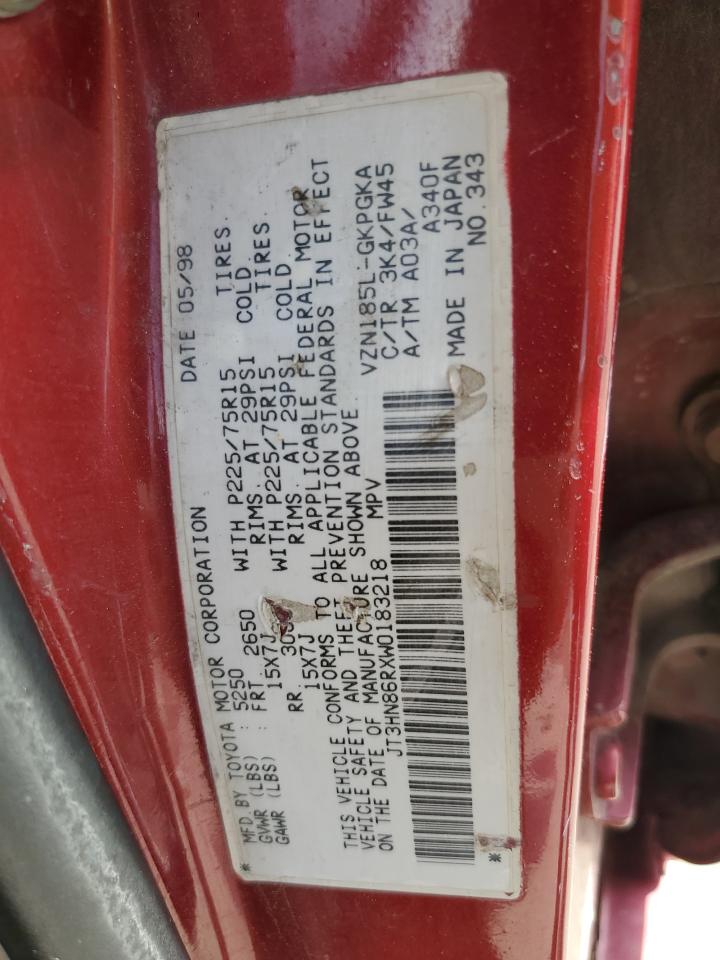 MFD. BY TOYOTA MOTOR CORPORATION DATE 05/98
GVWR (LBS) : 5250
GAWR (LBS) : FRT. 2650 WITH P225/75R15 TIRES.
15X7J RIMS. AT 29PSI COLD
RR. WITH P225/75R15 TIRES.
15X7J RIMS. AT 29PSI COLD.
THIS VEHICLE CONFORMS TO ALL APPLICABLE FEDERAL MOTOR
VEHICLE SAFETY AND THEFT PREVENTION STANDARDS IN EFFECT
ON THE DATE OF MANUFACTURE SHOWN ABOVE.
JT3HN86RXW0183218 MPV
VZN185L-GKPGKA
C/TR 3K4/FW45
A/TM A03A/
A340F
MADE IN JAPAN
NO.343